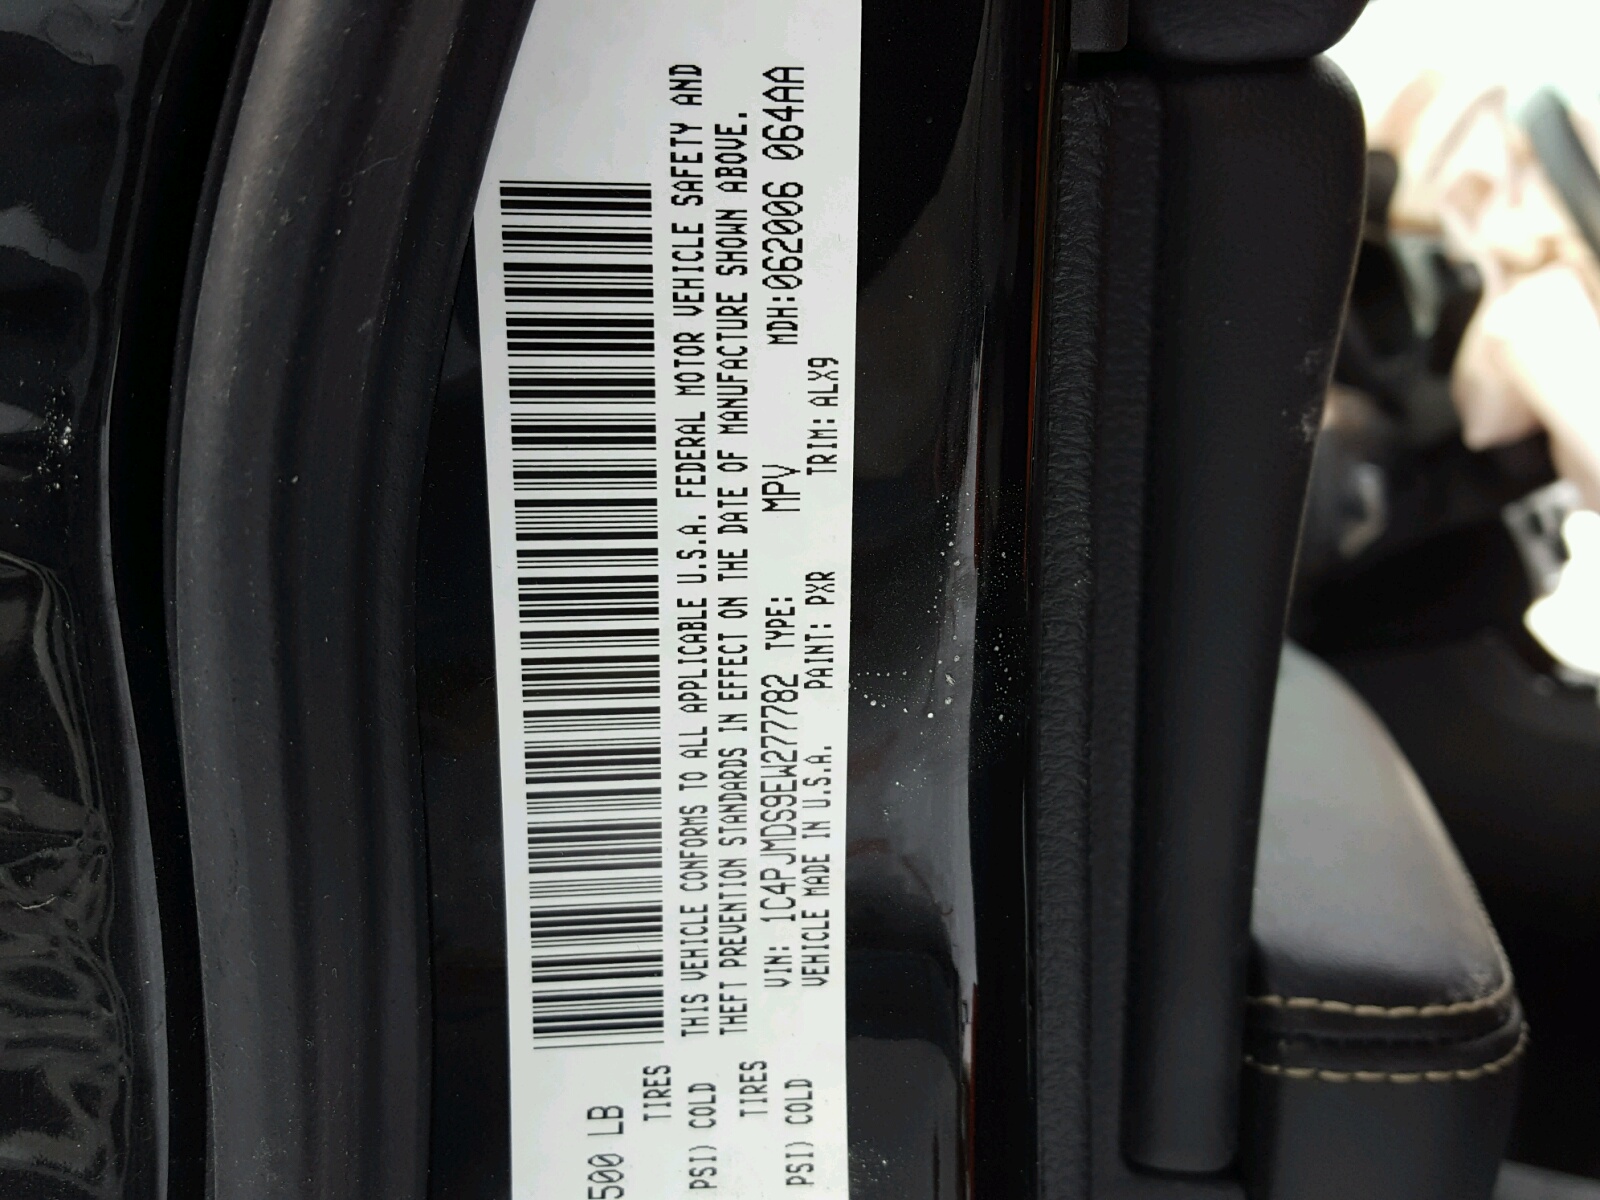 500 LB
TIRES
PSI) COLD
TIRES
PSI) COLD
THIS VEHICLE CONFORMS TO ALL APPLICABLE U.S.A. FEDERAL MOTOR VEHICLE SAFETY AND
THEFT PREVENTION STANDARDS IN EFFECT ON THE DATE OF MANUFACTURE SHOWN ABOVE.
VIN: 1C4PJMDS9EW277782 TYPE: MPV MDH:062006 064AA
VEHICLE MADE IN U.S.A. PAINT: PXR TRIM: ALX9